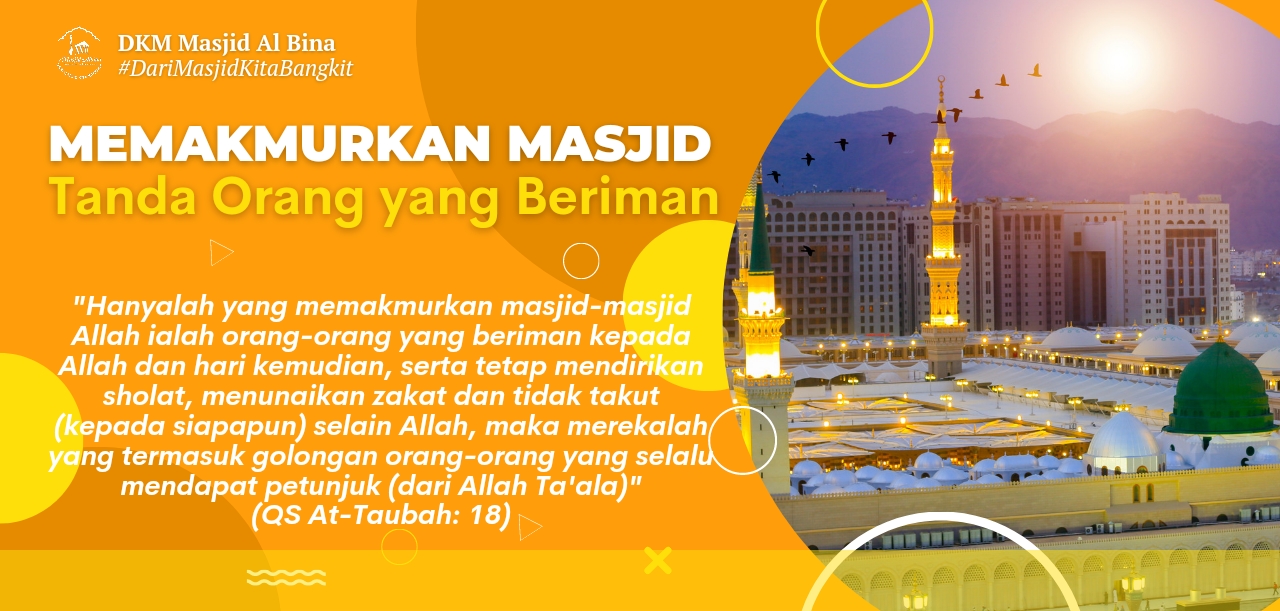 DKM Masjid Al Bina
#DariMasjidKitaBangkit
MEMAKMURKAN MASJID
Tanda Orang yang Beriman
"Hanyalah yang memakmurkan masjid-masjid
Allah ialah orang-orang yang beriman kepada
Allah dan hari kemudian, serta tetap mendirikan
sholat, menunaikan zakat dan tidak takut
(kepada siapapun) selain Allah, maka merekalah
yang termasuk golongan orang-orang yang selalu
mendapat petunjuk (dari Allah Ta'ala)"
(QS At-Taubah: 18)